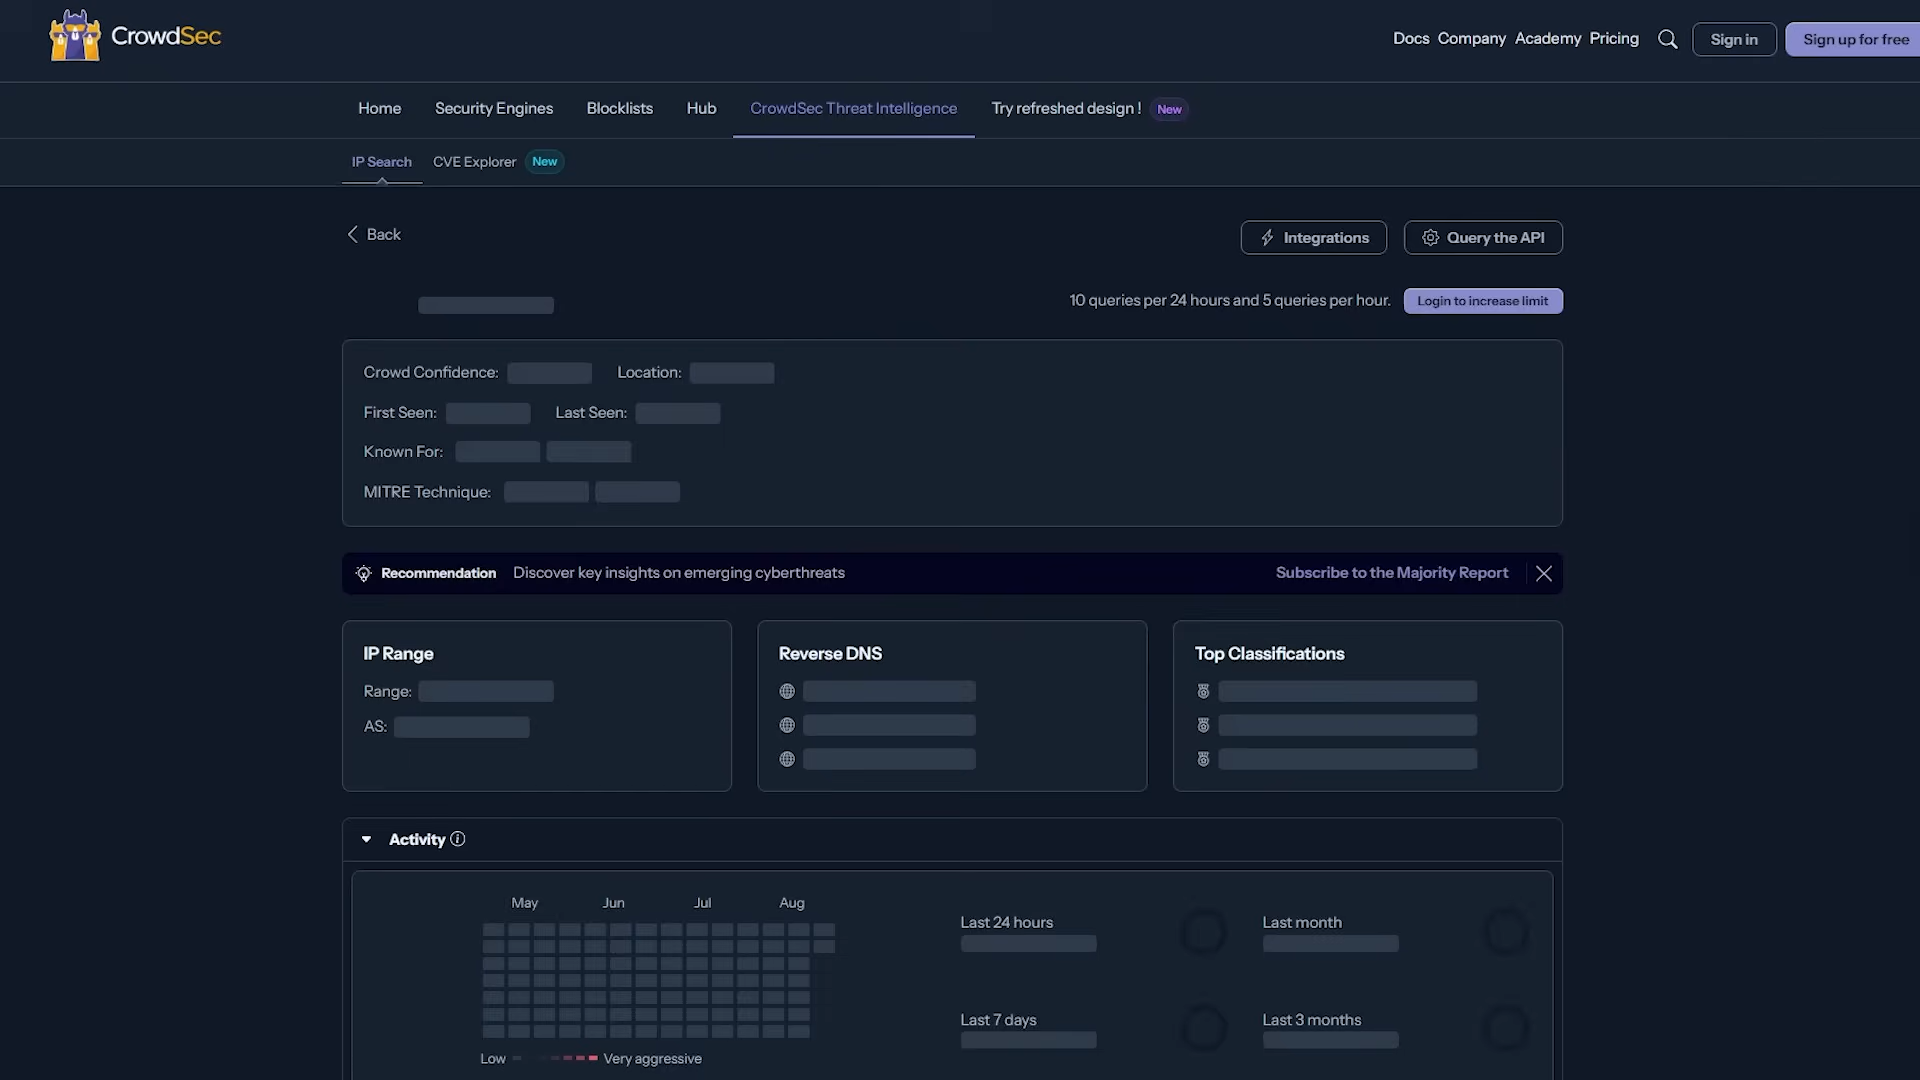 CrowdSec
Docs Company Academy Pricing Sign in Sign up for free
Home Security Engines Blocklists Hub CrowdSec Threat Intelligence Try refreshed design ! New
IP Search CVE Explorer New
Back
Integrations Query the API
10 queries per 24 hours and 5 queries per hour. Login to increase limit
Crowd Confidence: Location:
First Seen: Last Seen:
Known For:
MITRE Technique:
Recommendation Discover key insights on emerging cyberthreats Subscribe to the Majority Report
IP Range
Range:
AS:
Reverse DNS
Top Classifications
Activity
May Jun Jul Aug
Low Very aggressive
Last 24 hours
Last month
Last 7 days
Last 3 months